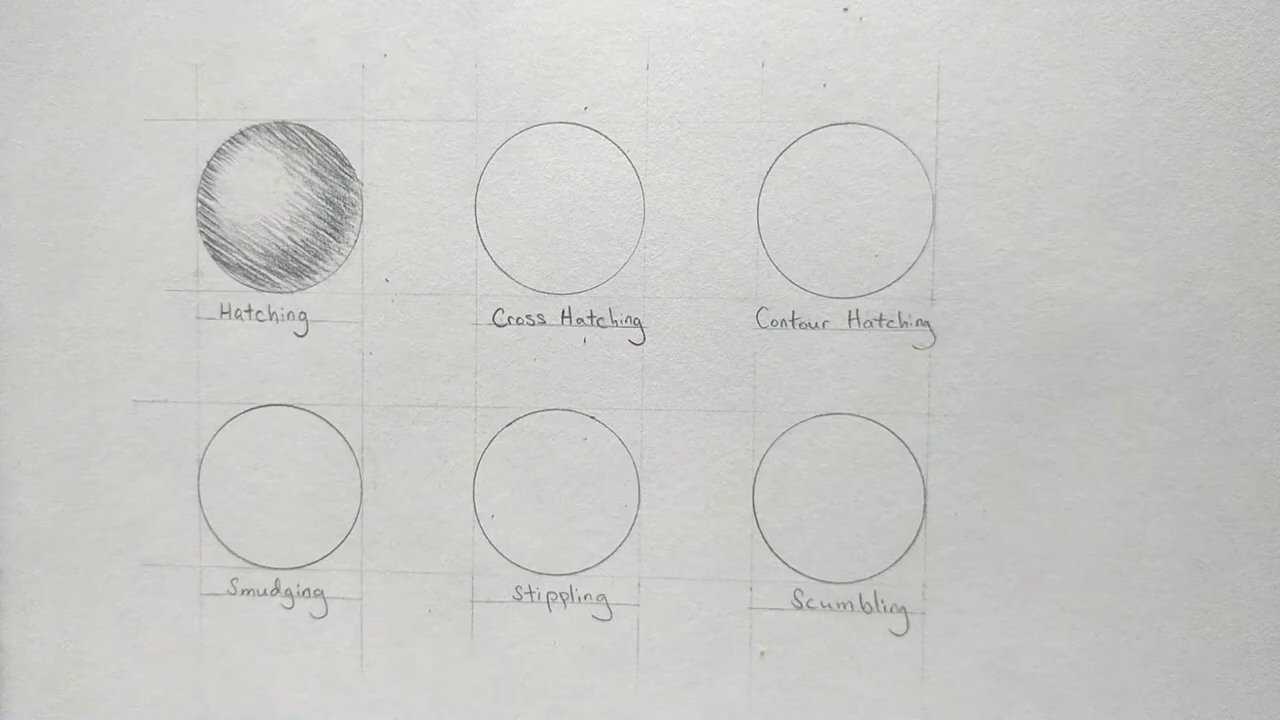 Hatching
Cross Hatching
Contour Hatching
Smudging
Stippling
Scumbling